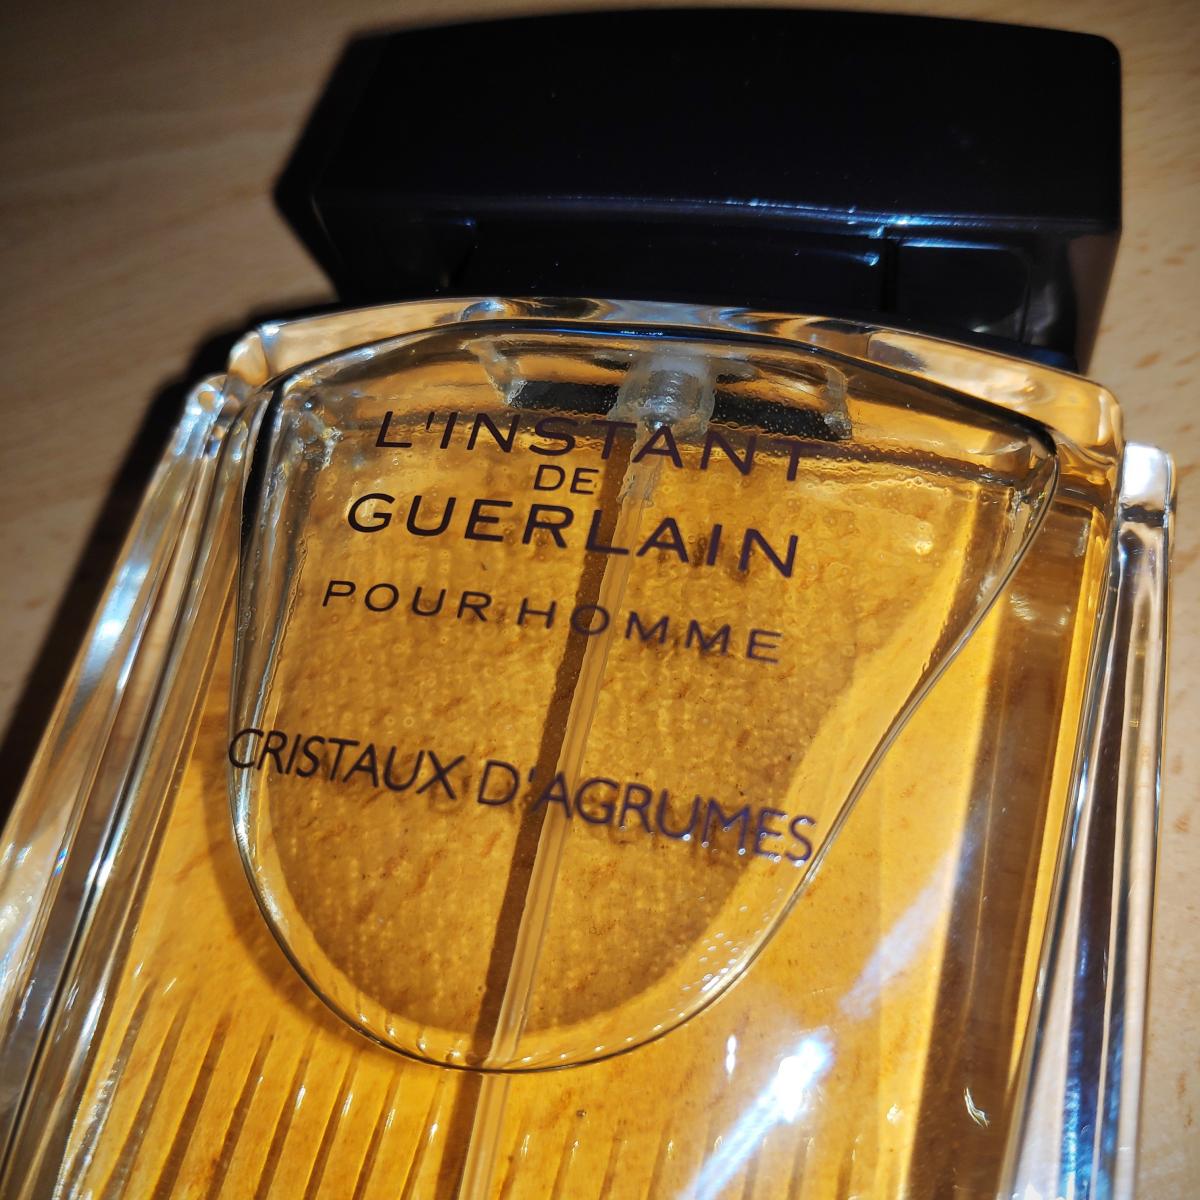 L'INSTANT
DE
GUERLAIN
POUR HOMME
CRISTAUX D'AGRUMES